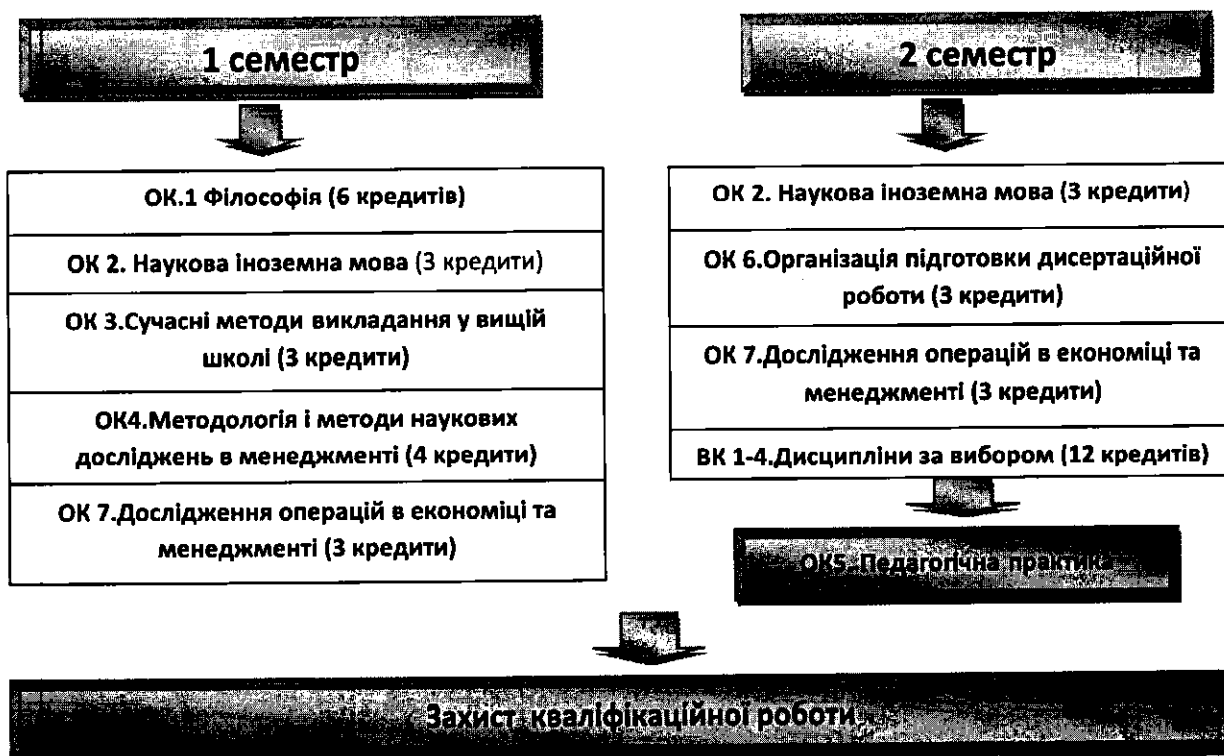 1 семестр
ОК.1 Філософія (6 кредитів)
ОК 2. Наукова іноземна мова (3 кредити)
ОК 3.Сучасні методи викладання у вищій
школі (3 кредити)
ОК4.Методологія і методи наукових
досліджень в менеджменті (4 кредити)
ОК 7.Дослідження операцій в економіці та
менеджменті (3 кредити)
2 семестр
ОК 2. Наукова іноземна мова (3 кредити)
ОК 6.Організація підготовки дисертаційної
роботи (3 кредити)
ОК 7.Дослідження операцій в економіці та
менеджменті (3 кредити)
ВК 1-4.Дисципліни за вибором (12 кредитів)
ОК5. Педагогічна практика
Захист кваліфікаційної роботи